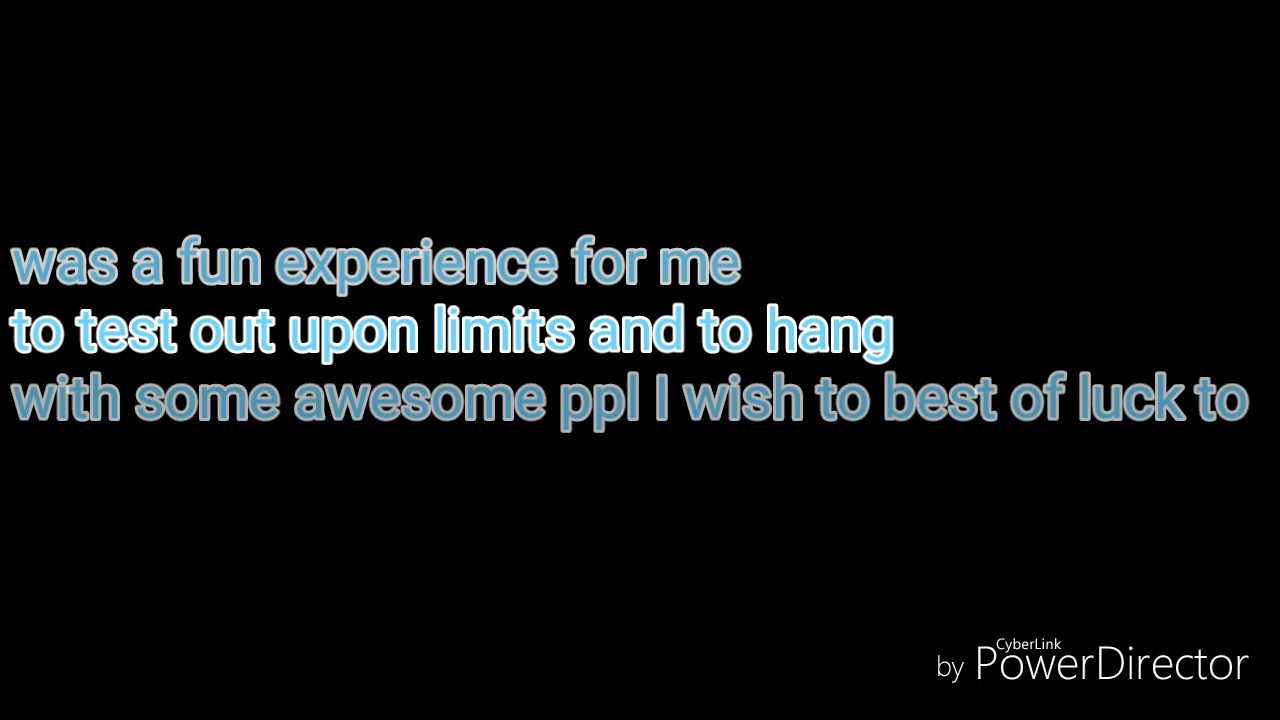 was a fun experience for me
to test out upon limits and to hang
with some awesome ppl I wish to best of luck to
CyberLink
by PowerDirector